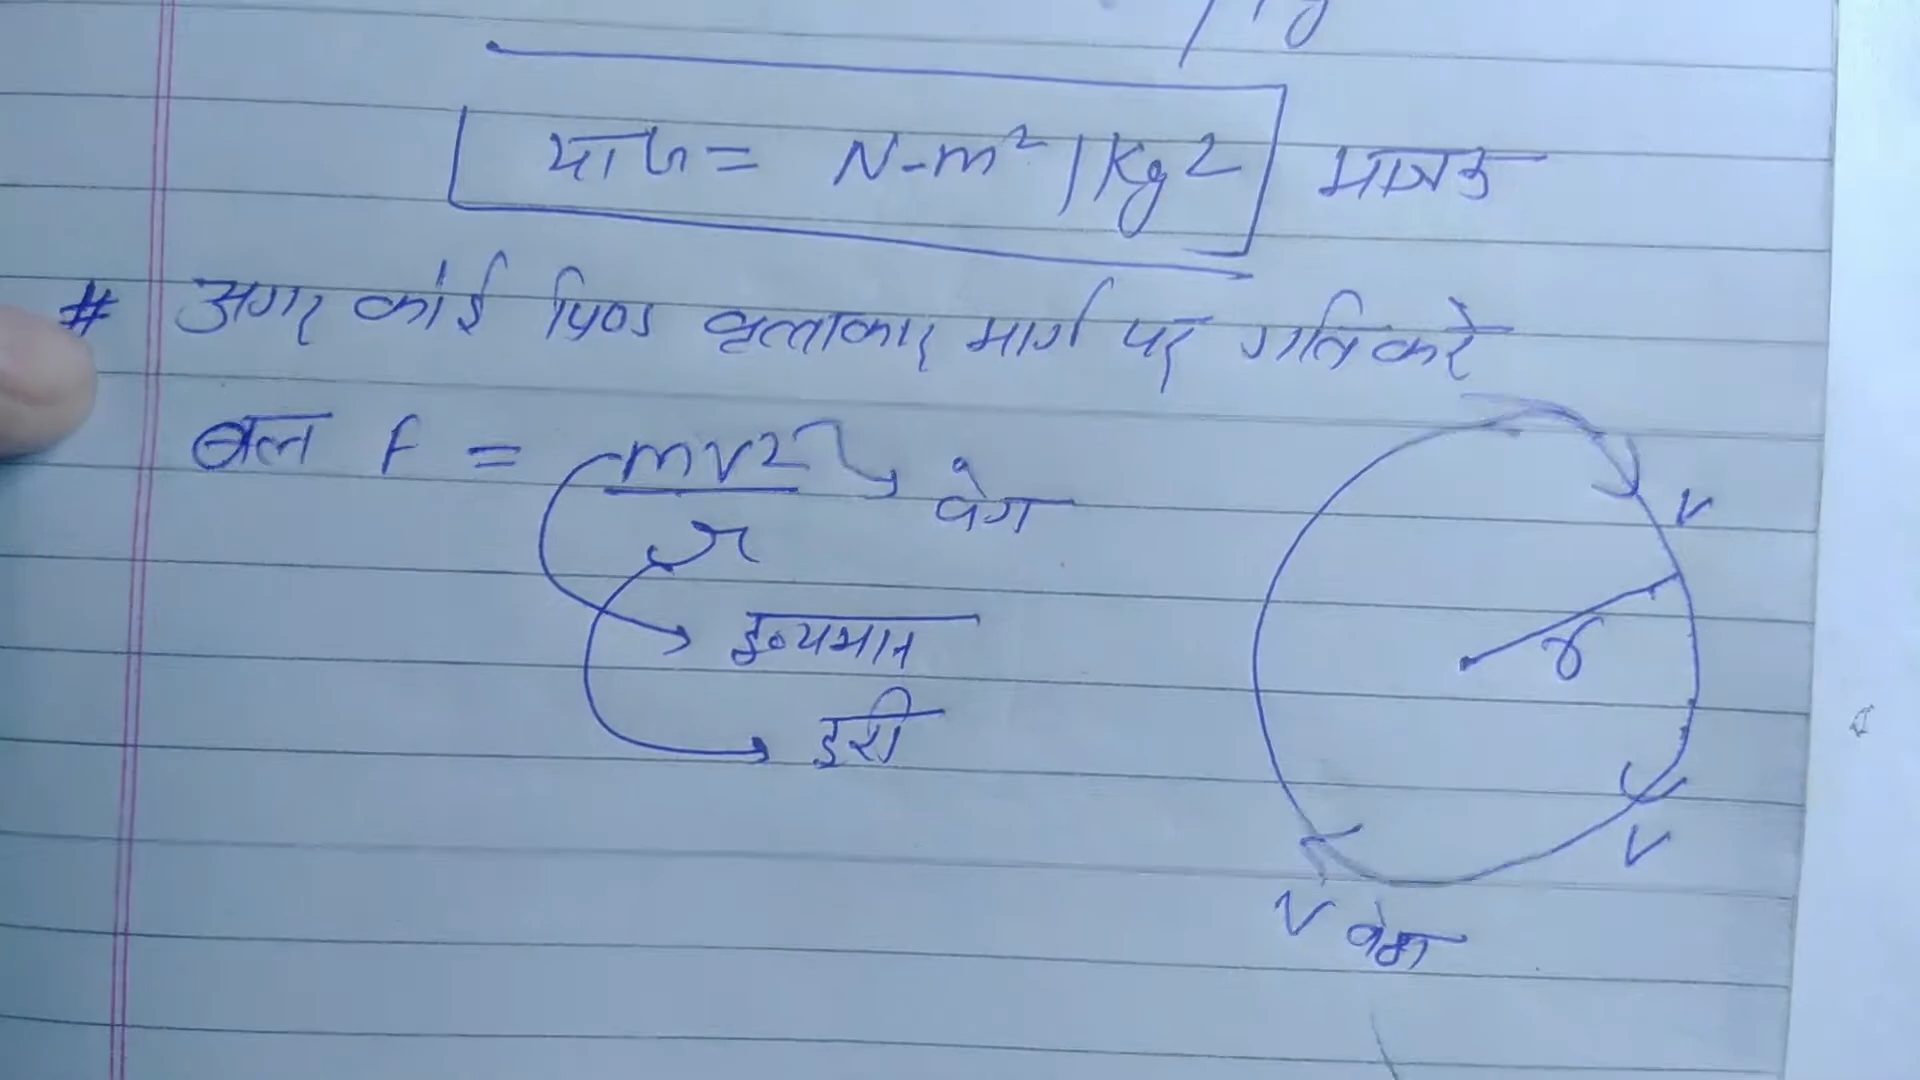 मात्रक = N-m²/Kg2 मात्रक
# अगर कोई पिण्ड वृत्ताकार मार्ग पर गति करे
बल F = mv2 वेग
r
द्रव्यमान
दूरी
v
r
v
v वेग